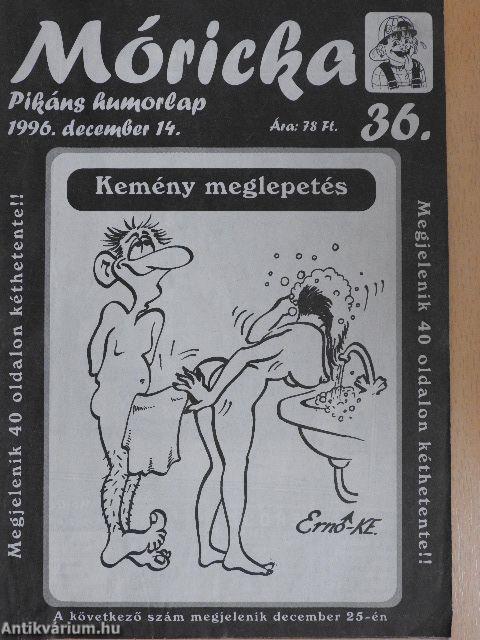 Móricka
Pikáns humorlap
1996. december 14.
Ára: 78 Ft.
36.
Kemény meglepetés
Megjelenik 40 oldalon kéthetente!!
Megjelenik 40 oldalon kéthetente!!
Ernő-KE.
A következő szám megjelenik december 25-én
Antikvárium.hu